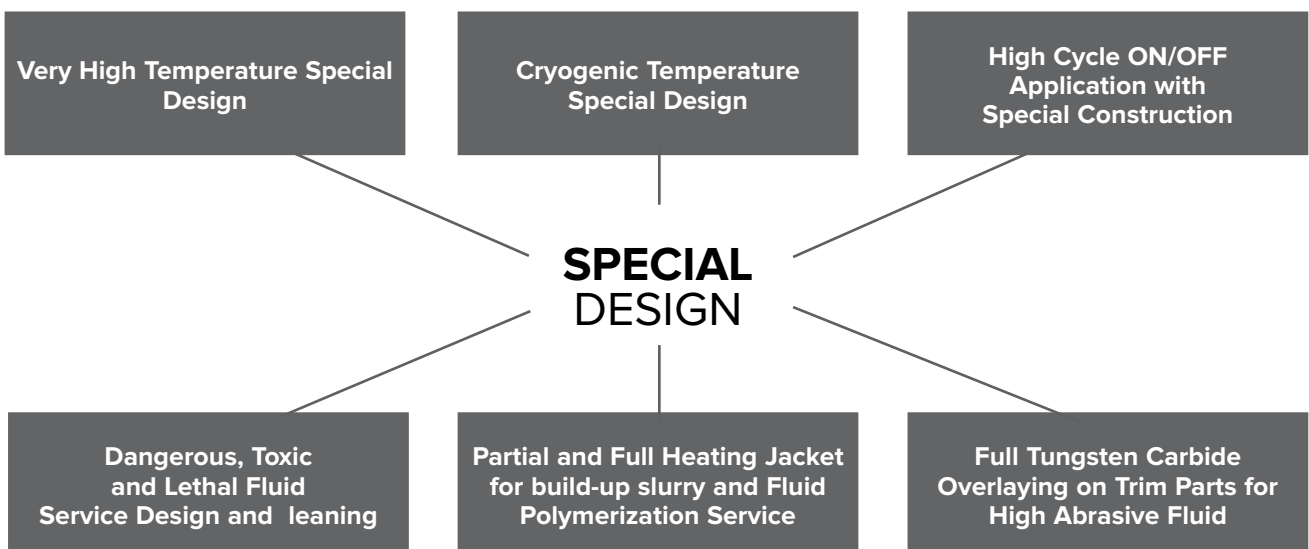 Very High Temperature Special
Design
Cryogenic Temperature
Special Design
High Cycle ON/OFF
Application with
Special Construction
SPECIAL
DESIGN
Dangerous, Toxic
and Lethal Fluid
Service Design and  leaning
Partial and Full Heating Jacket
for build-up slurry and Fluid
Polymerization Service
Full Tungsten Carbide
Overlaying on Trim Parts for
High Abrasive Fluid